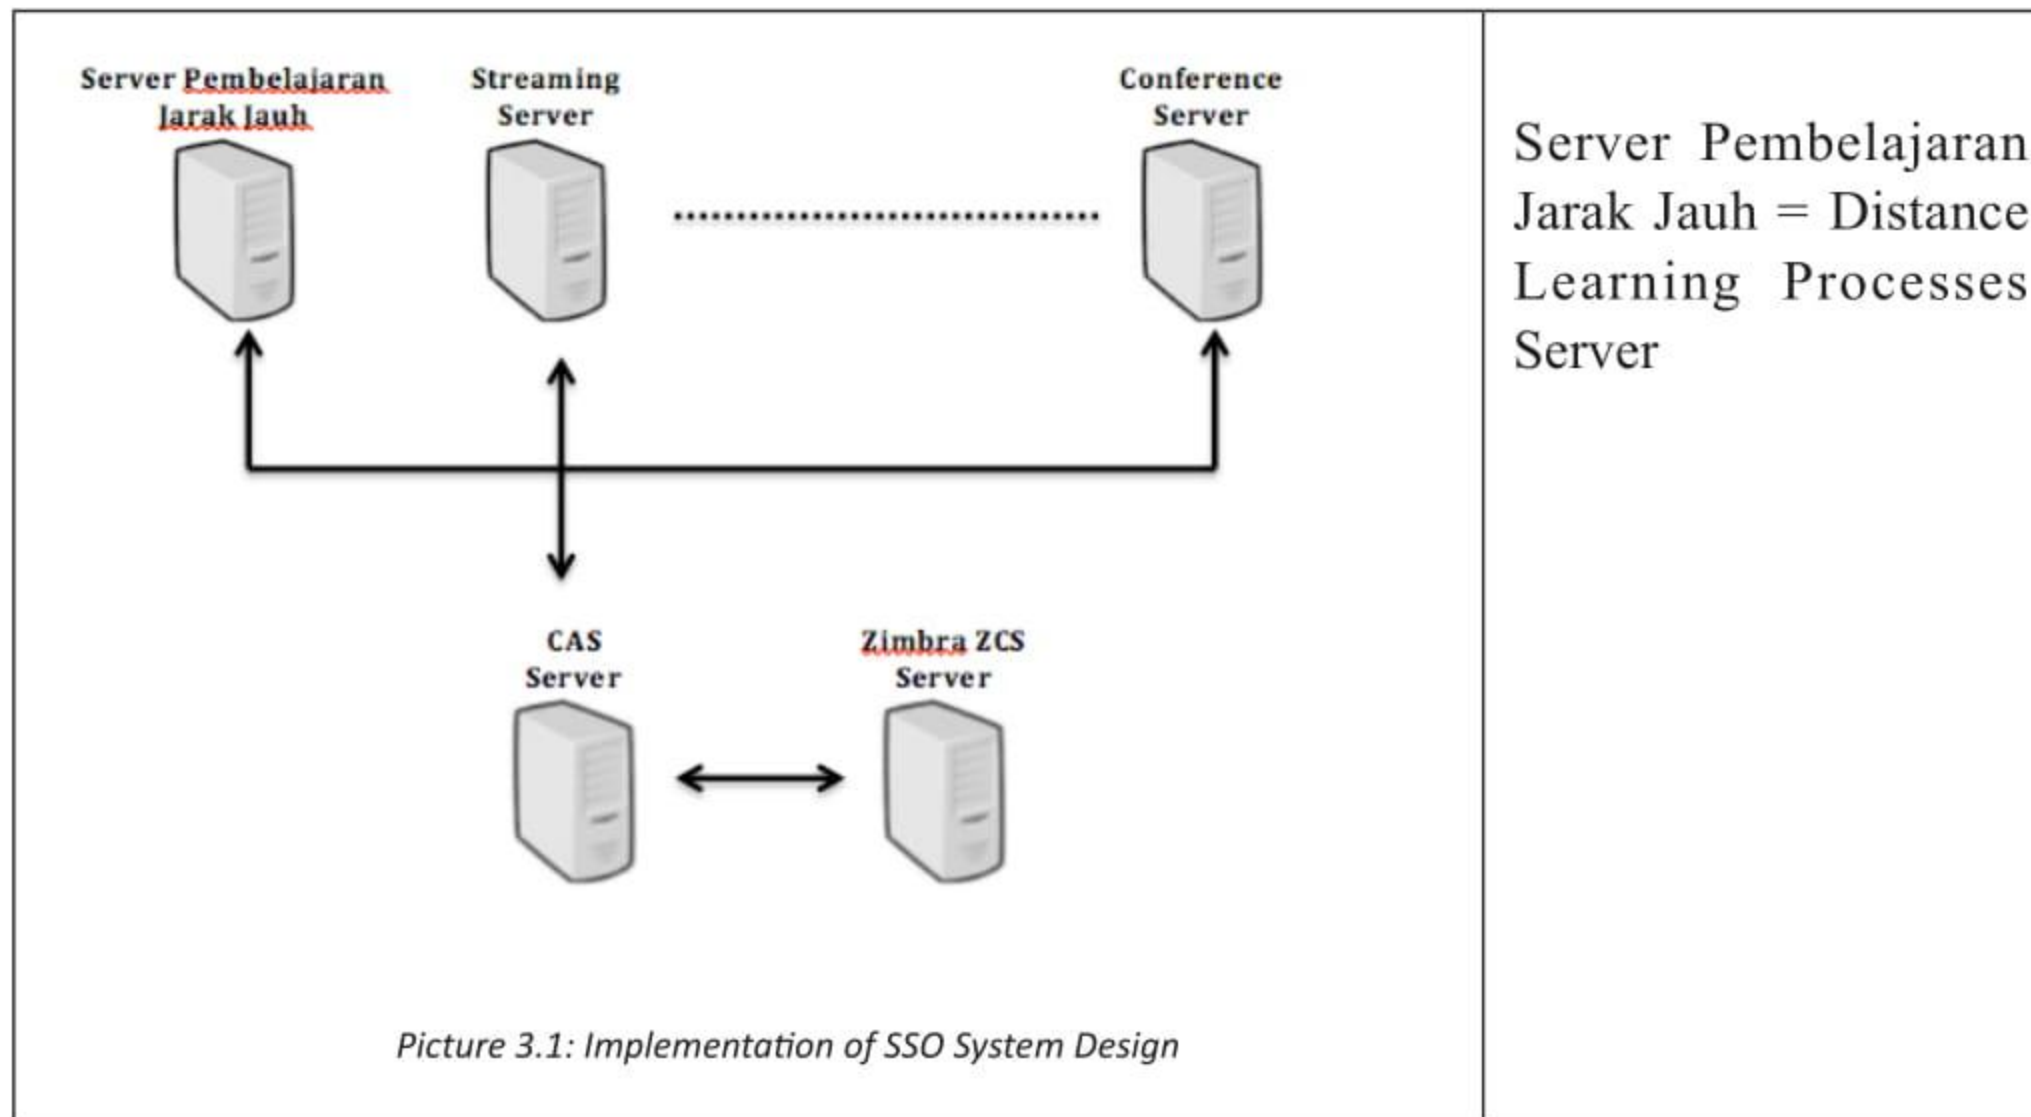 Server Pembelajaran
Jarak Jauh
Streaming
Server
Conference
Server
CAS
Server
Zimbra ZCS
Server
Picture 3.1: Implementation of SSO System Design
Server Pembelajaran
Jarak Jauh = Distance
Learning Processes
Server